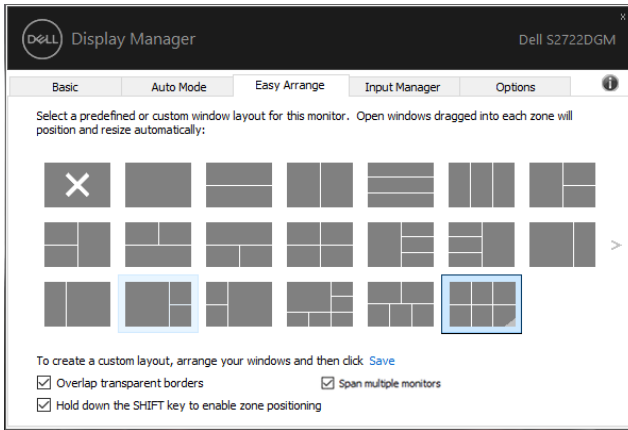 x
DELL Display Manager Dell S2722DGM
Basic Auto Mode Easy Arrange Input Manager Options i
Select a predefined or custom window layout for this monitor. Open windows dragged into each zone will
position and resize automatically:
>
To create a custom layout, arrange your windows and then click Save
Overlap transparent borders Span multiple monitors
Hold down the SHIFT key to enable zone positioning